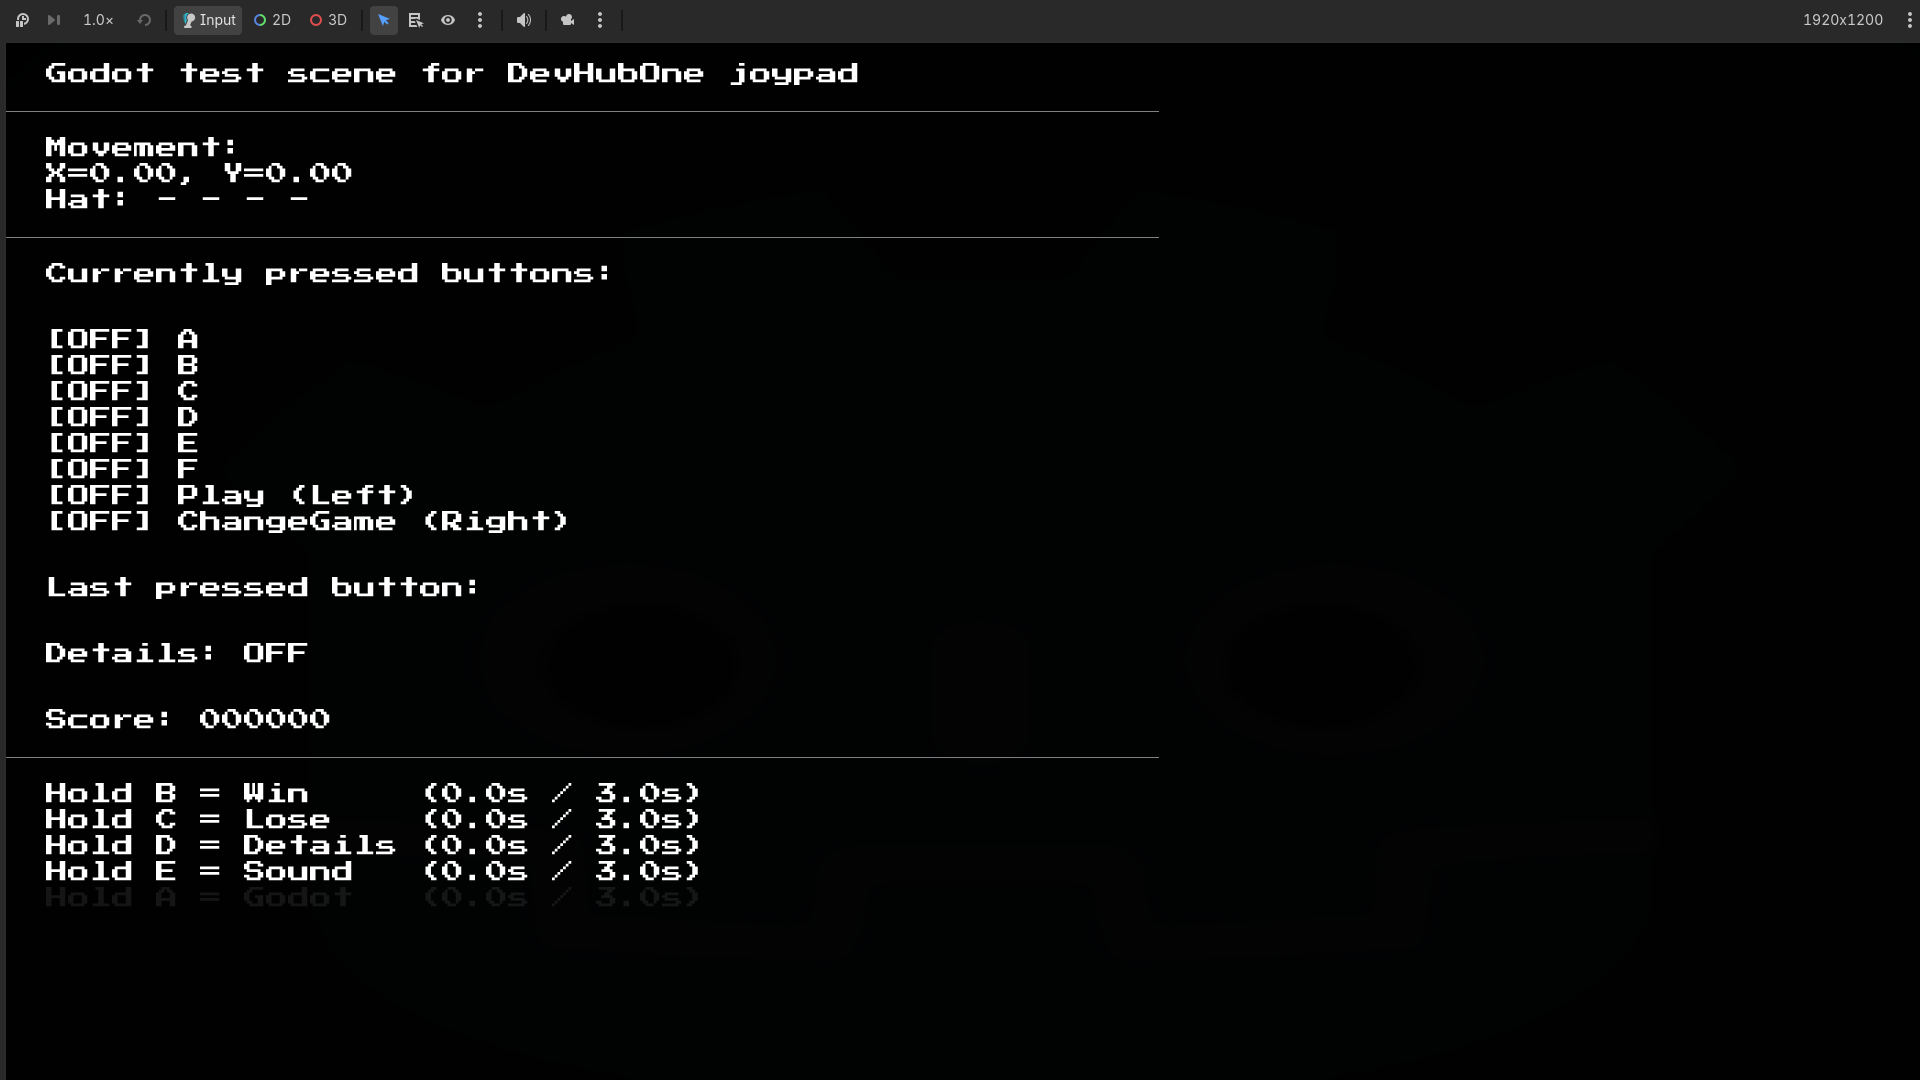 1.0×
Input
2D
3D
1920x1200
Godot test scene for DevHubOne joypad
Movement:
X=0.00, Y=0.00
Hat: - - - -
Currently pressed buttons:
[OFF] A
[OFF] B
[OFF] C
[OFF] D
[OFF] E
[OFF] F
[OFF] Play (Left)
[OFF] ChangeGame (Right)
Last pressed button:
Details: OFF
Score: 000000
Hold B = Win (0.0s / 3.0s)
Hold C = Lose (0.0s / 3.0s)
Hold D = Details (0.0s / 3.0s)
Hold E = Sound (0.0s / 3.0s)
Hold A = Godot (0.0s / 3.0s)